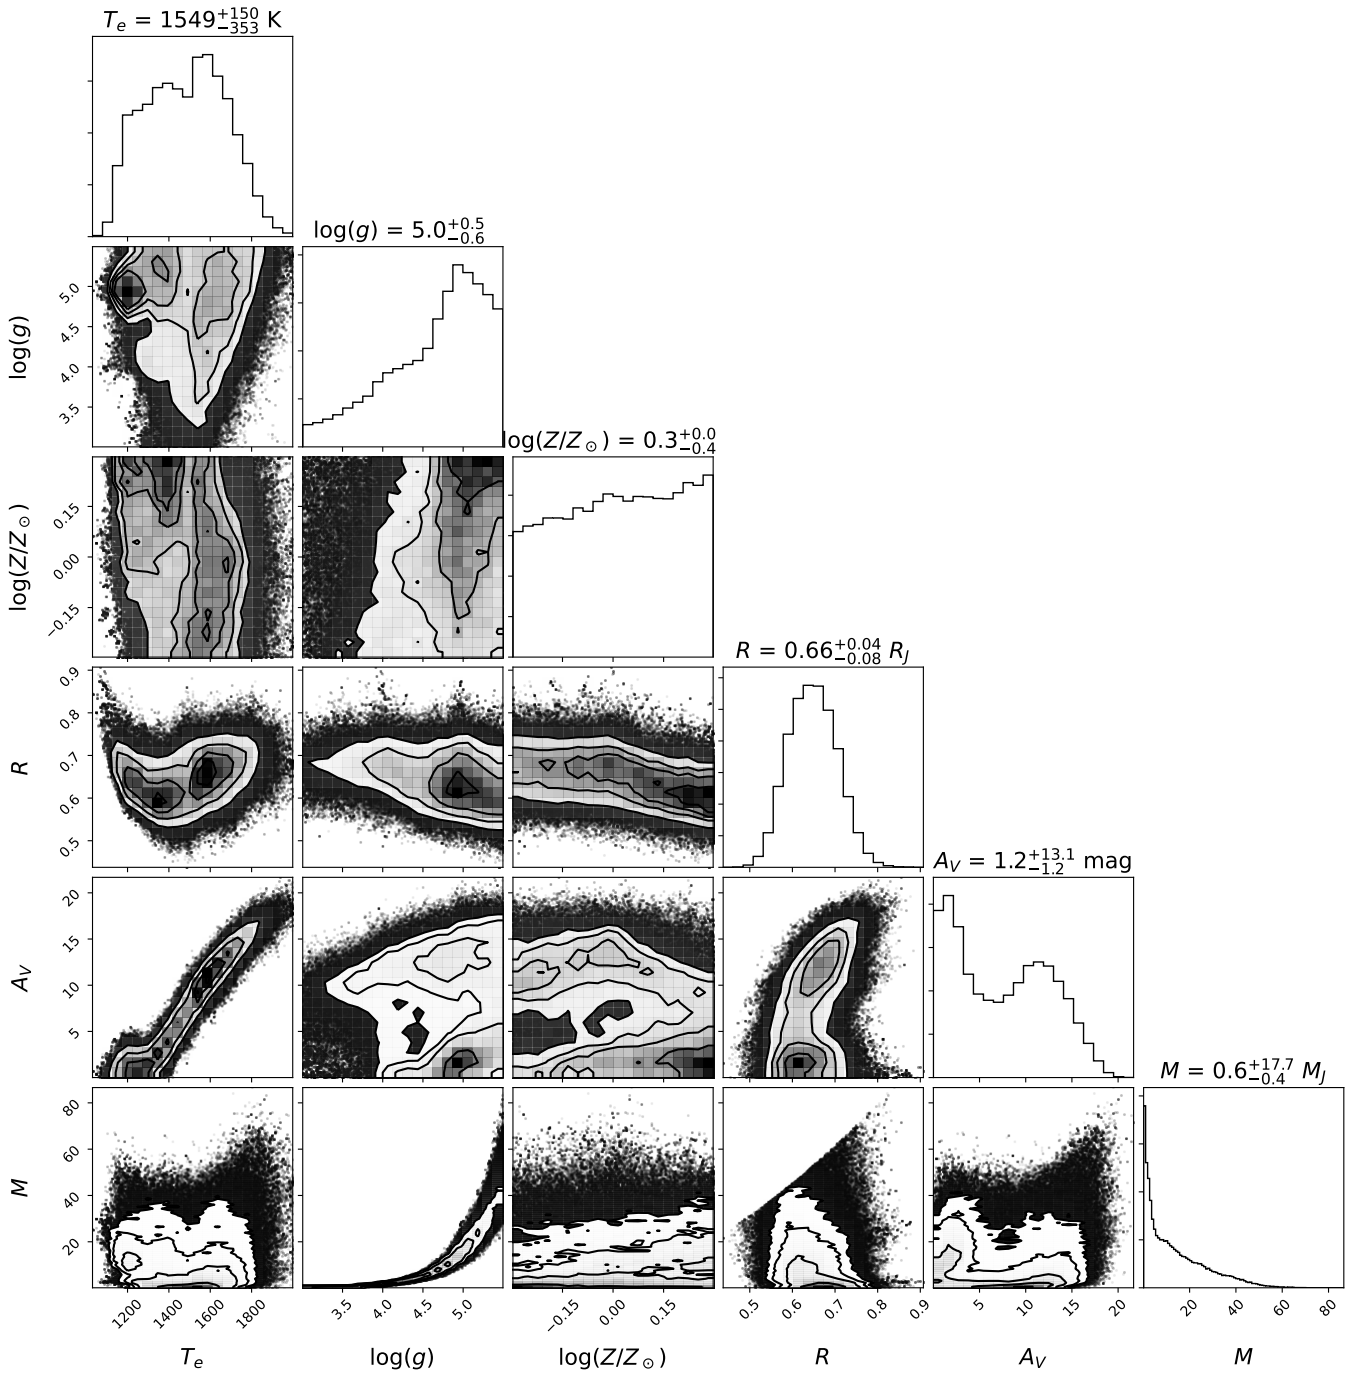 T_e = 1549^{+150}_{-353} K
log(g) = 5.0^{+0.5}_{-0.6}
log(g)
5.0
4.5
4.0
3.5
log(Z/Z_⊙) = 0.3^{+0.0}_{-0.4}
log(Z/Z_⊙)
0.15
0.00
−0.15
R = 0.66^{+0.04}_{-0.08} R_J
R
0.9
0.8
0.7
0.6
0.5
A_V = 1.2^{+13.1}_{-1.2} mag
A_V
20
15
10
5
M = 0.6^{+17.7}_{-0.4} M_J
M
80
60
40
20
1200 1400 1600 1800 3.5 4.0 4.5 5.0 −0.15 0.00 0.15 0.5 0.6 0.7 0.8 0.9 5 10 15 20 20 40 60 80
T_e log(g) log(Z/Z_⊙) R A_V M